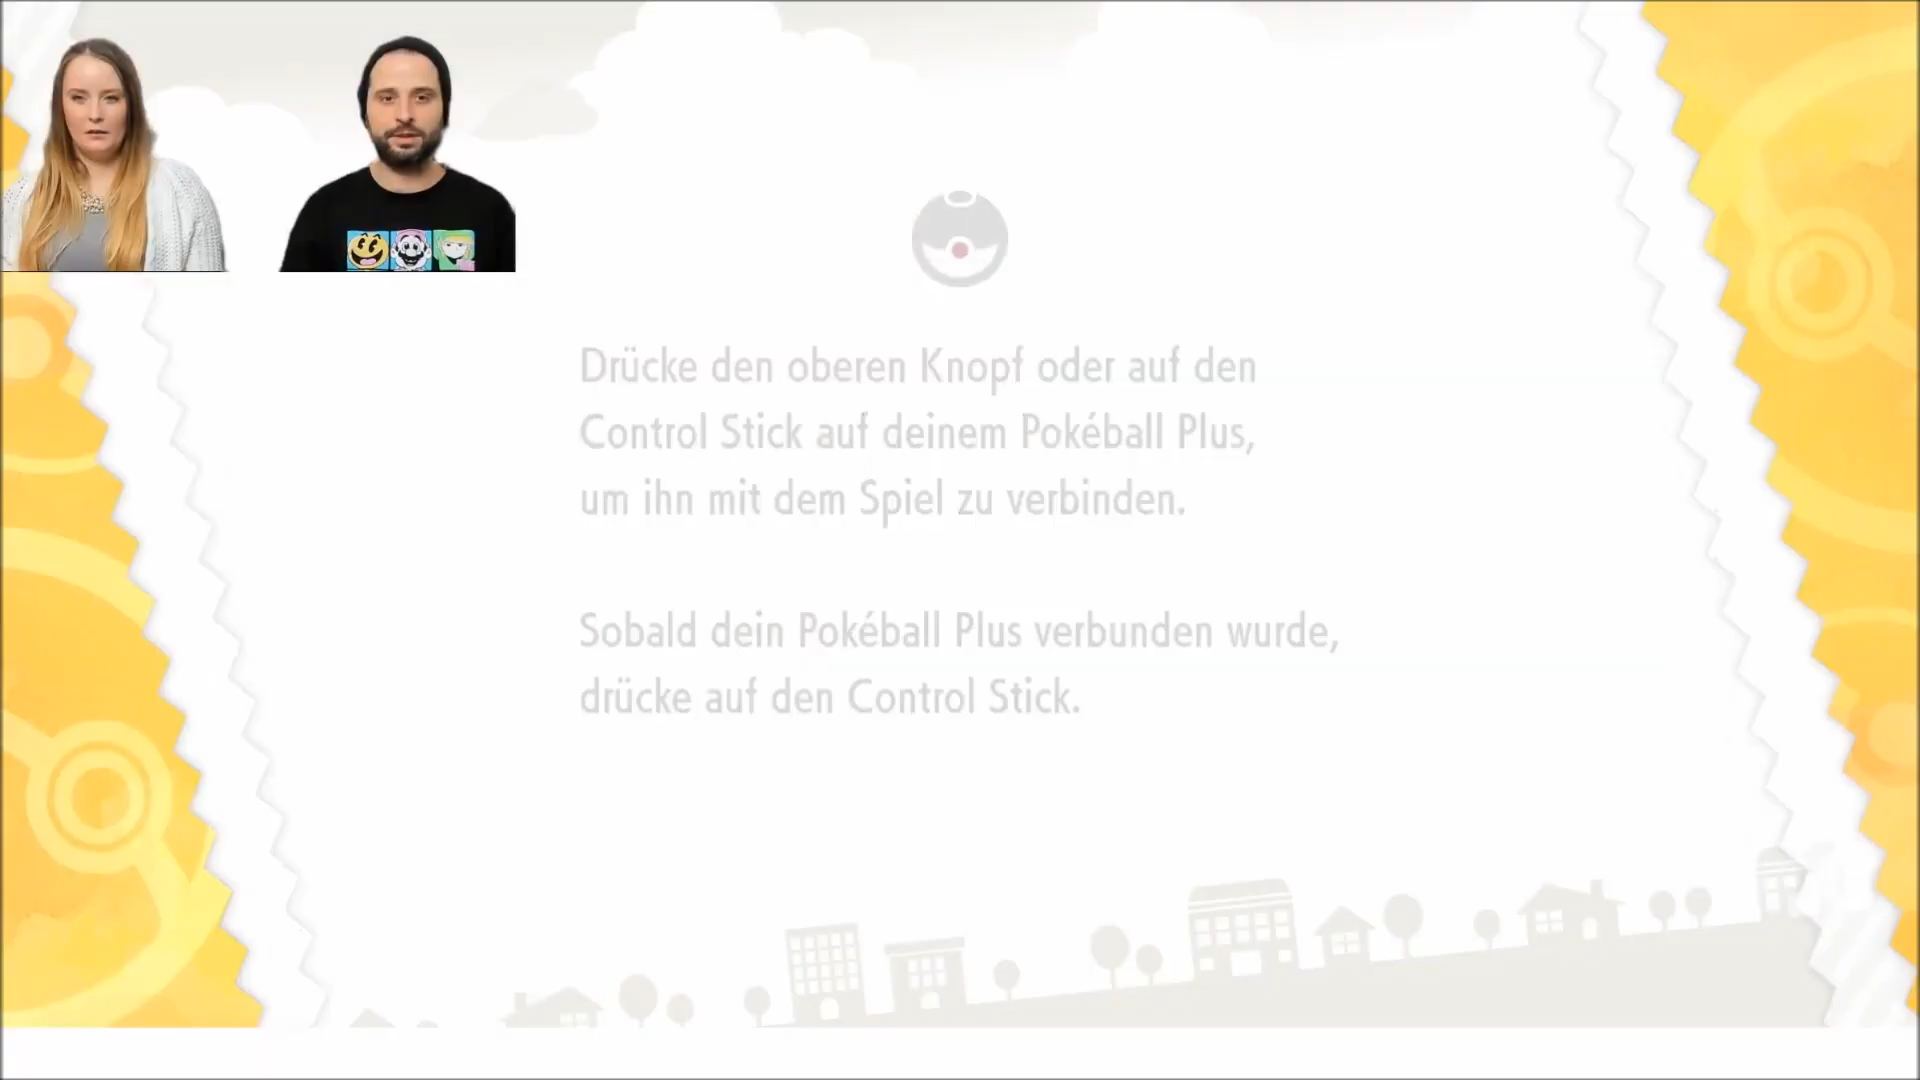 Drücke den oberen Knopf oder auf den
Control Stick auf deinem Pokéball Plus,
um ihn mit dem Spiel zu verbinden.
Sobald dein Pokéball Plus verbunden wurde,
drücke auf den Control Stick.